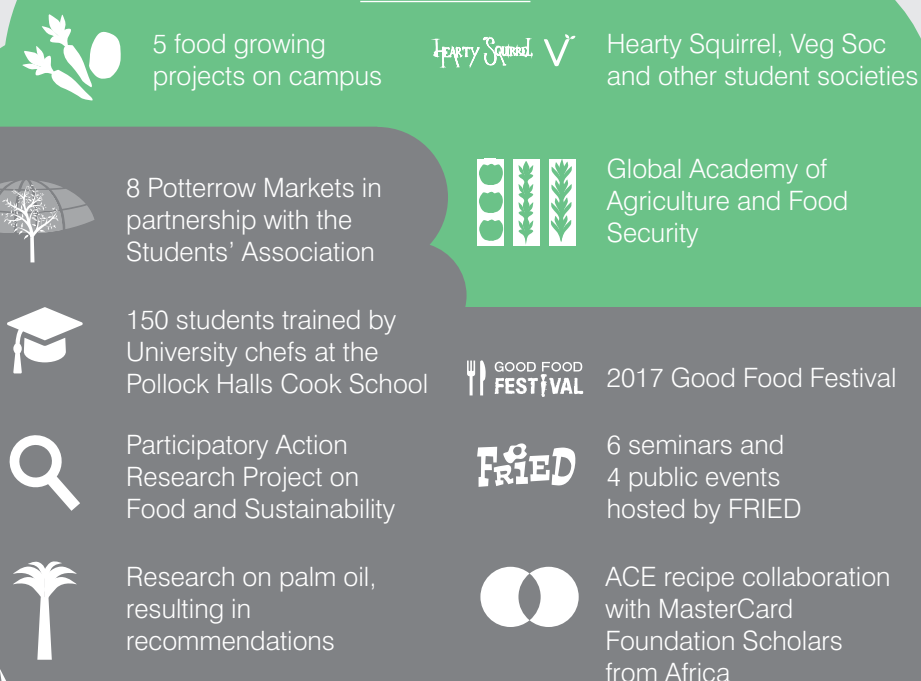 5 food growing
projects on campus
HEARTY SQUIRREL V
Hearty Squirrel, Veg Soc
and other student societies
8 Potterrow Markets in
partnership with the
Students' Association
Global Academy of
Agriculture and Food
Security
150 students trained by
University chefs at the
Pollock Halls Cook School
GOOD FOOD
FESTIVAL
2017 Good Food Festival
Participatory Action
Research Project on
Food and Sustainability
FRIED
6 seminars and
4 public events
hosted by FRIED
Research on palm oil,
resulting in
recommendations
ACE recipe collaboration
with MasterCard
Foundation Scholars
from Africa